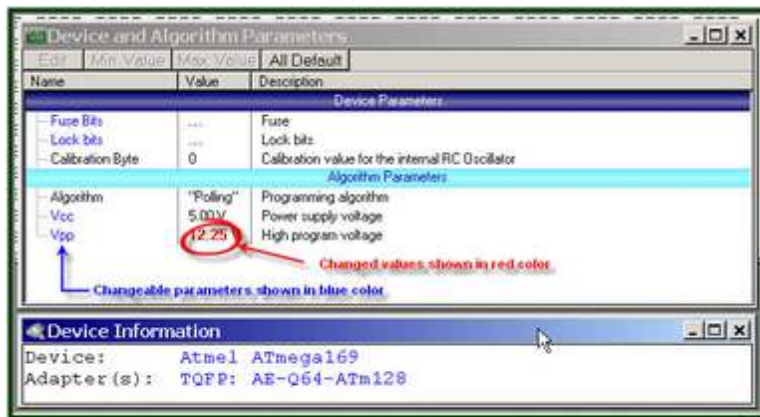 Device and Algorithm Parameters
Edit Min Value Max Value All Default
Name Value Description
Device Parameters
Fuse Bits ... Fuse
Lock bits ... Lock bits
Calibration Byte 0 Calibration value for the internal RC Oscillator
Algorithm Parameters
Algorithm "Polling" Programming algorithm
Vcc 5.00 V Power supply voltage
Vpp 12.25 High program voltage
Changed values shown in red color
Changeable parameters shown in blue color
Device Information
Device: Atmel ATmega169
Adapter(s): TQFP: AE-Q64-ATm128